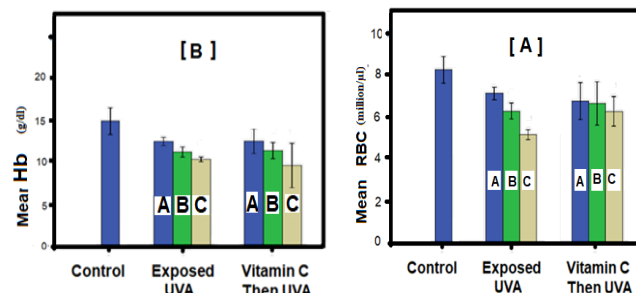 [ B ]
Mear Hb (g/dl)
20
15
10
5
0
A B C
A B C
Control
Exposed UVA
Vitamin C Then UVA
[ A ]
Mean RBC (million/µl)
10
8
6
4
2
0
A B C
A B C
Control
Exposed UVA
Vitamin C Then UVA